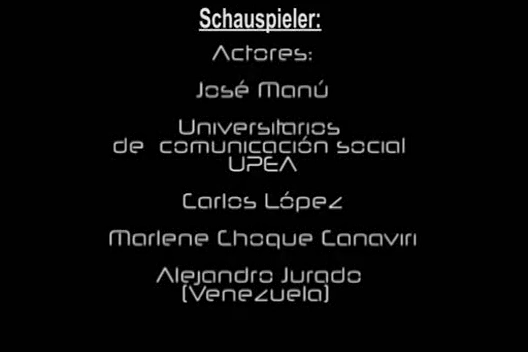 Schauspieler:
Actores:
José Manú
Universitarios
de comunicación social
UPEA
Carlos López
Marlene Choque Canaviri
Alejandro Jurado
(Venezuela)